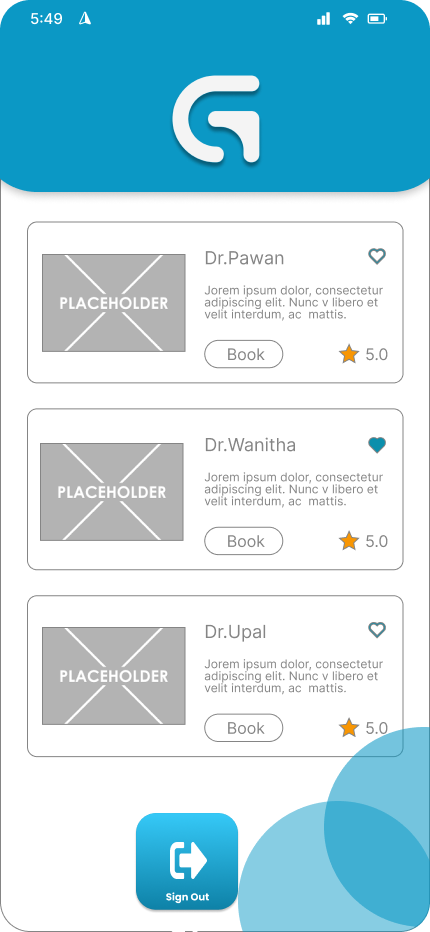 5:49
Dr.Pawan
PLACEHOLDER
Jorem ipsum dolor, consectetur
adipiscing elit. Nunc v libero et
velit interdum, ac  mattis.
Book
5.0
Dr.Wanitha
PLACEHOLDER
Jorem ipsum dolor, consectetur
adipiscing elit. Nunc v libero et
velit interdum, ac  mattis.
Book
5.0
Dr.Upal
PLACEHOLDER
Jorem ipsum dolor, consectetur
adipiscing elit. Nunc v libero et
velit interdum, ac  mattis.
Book
5.0
Sign Out